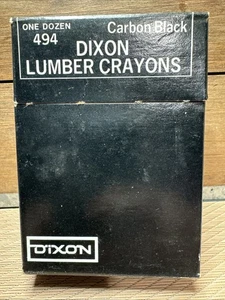 ONE DOZEN Carbon Black
494
DIXON
LUMBER CRAYONS
DIXON